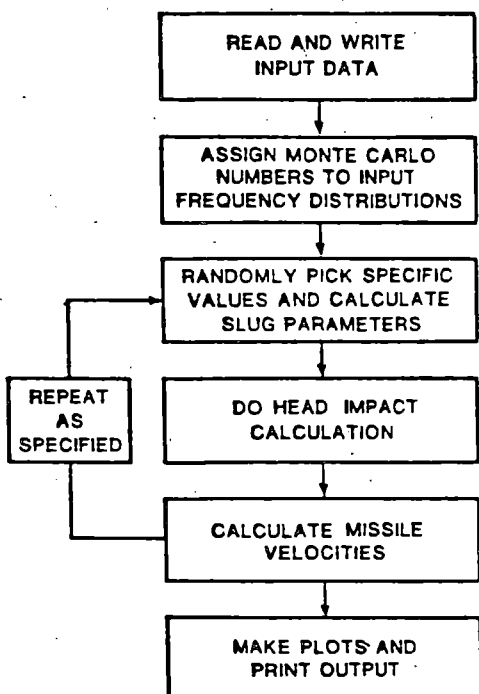 READ AND WRITE
INPUT DATA
ASSIGN MONTE CARLO
NUMBERS TO INPUT
FREQUENCY DISTRIBUTIONS
RANDOMLY PICK SPECIFIC
VALUES AND CALCULATE
SLUG PARAMETERS
REPEAT
AS
SPECIFIED
DO HEAD IMPACT
CALCULATION
CALCULATE MISSILE
VELOCITIES
MAKE PLOTS AND
PRINT OUTPUT